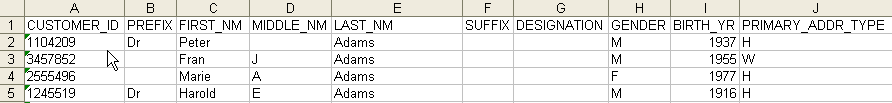 A B C D E F G H I J
1 CUSTOMER_ID PREFIX FIRST_NM MIDDLE_NM LAST_NM SUFFIX DESIGNATION GENDER BIRTH_YR PRIMARY_ADDR_TYPE
2 1104209 Dr Peter Adams M 1937 H
3 3457852 Fran J Adams M 1955 W
4 2555496 Marie A Adams F 1977 H
5 1245519 Dr Harold E Adams M 1916 H